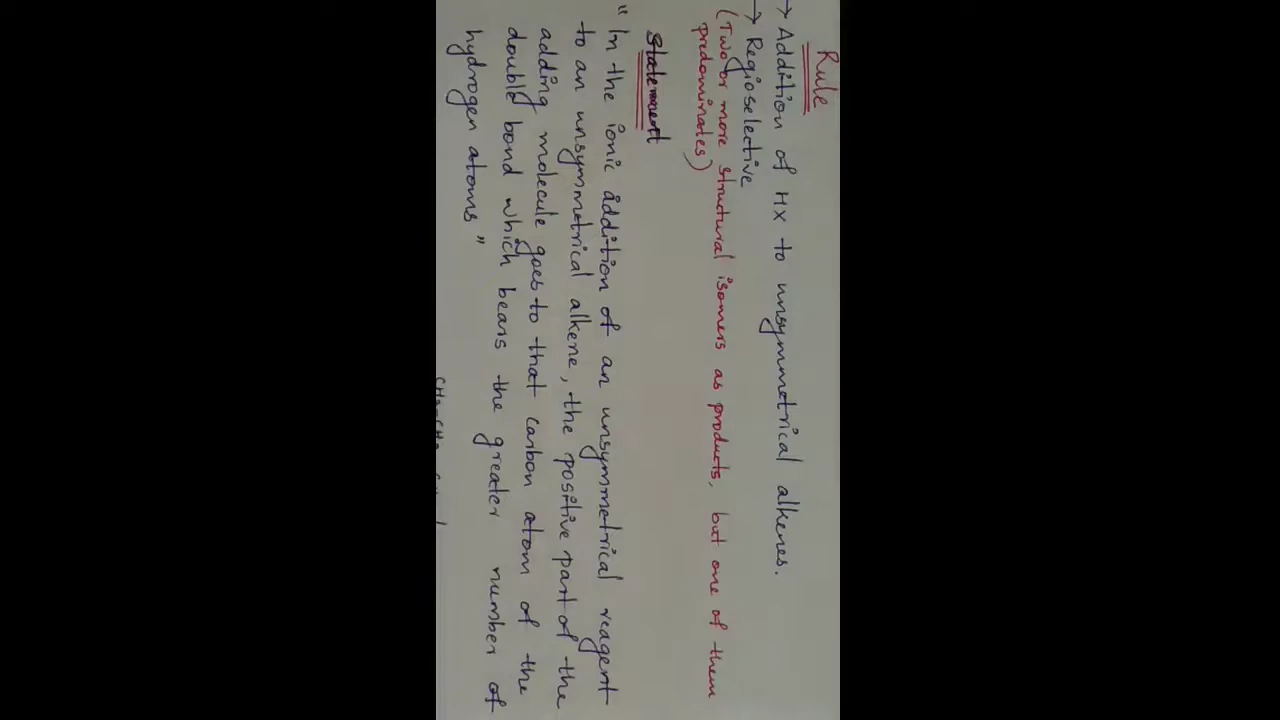 Rule
→ Addition of HX to unsymmetrical alkenes.
→ Regioselective
(Two or more structural isomers as products, but one of them
predominates)
Statement
"In the ionic addition of an unsymmetrical reagent
to an unsymmetrical alkene, the positive part of the
adding molecule goes to that carbon atom of the
double bond which bears the greater number of
hydrogen atoms"